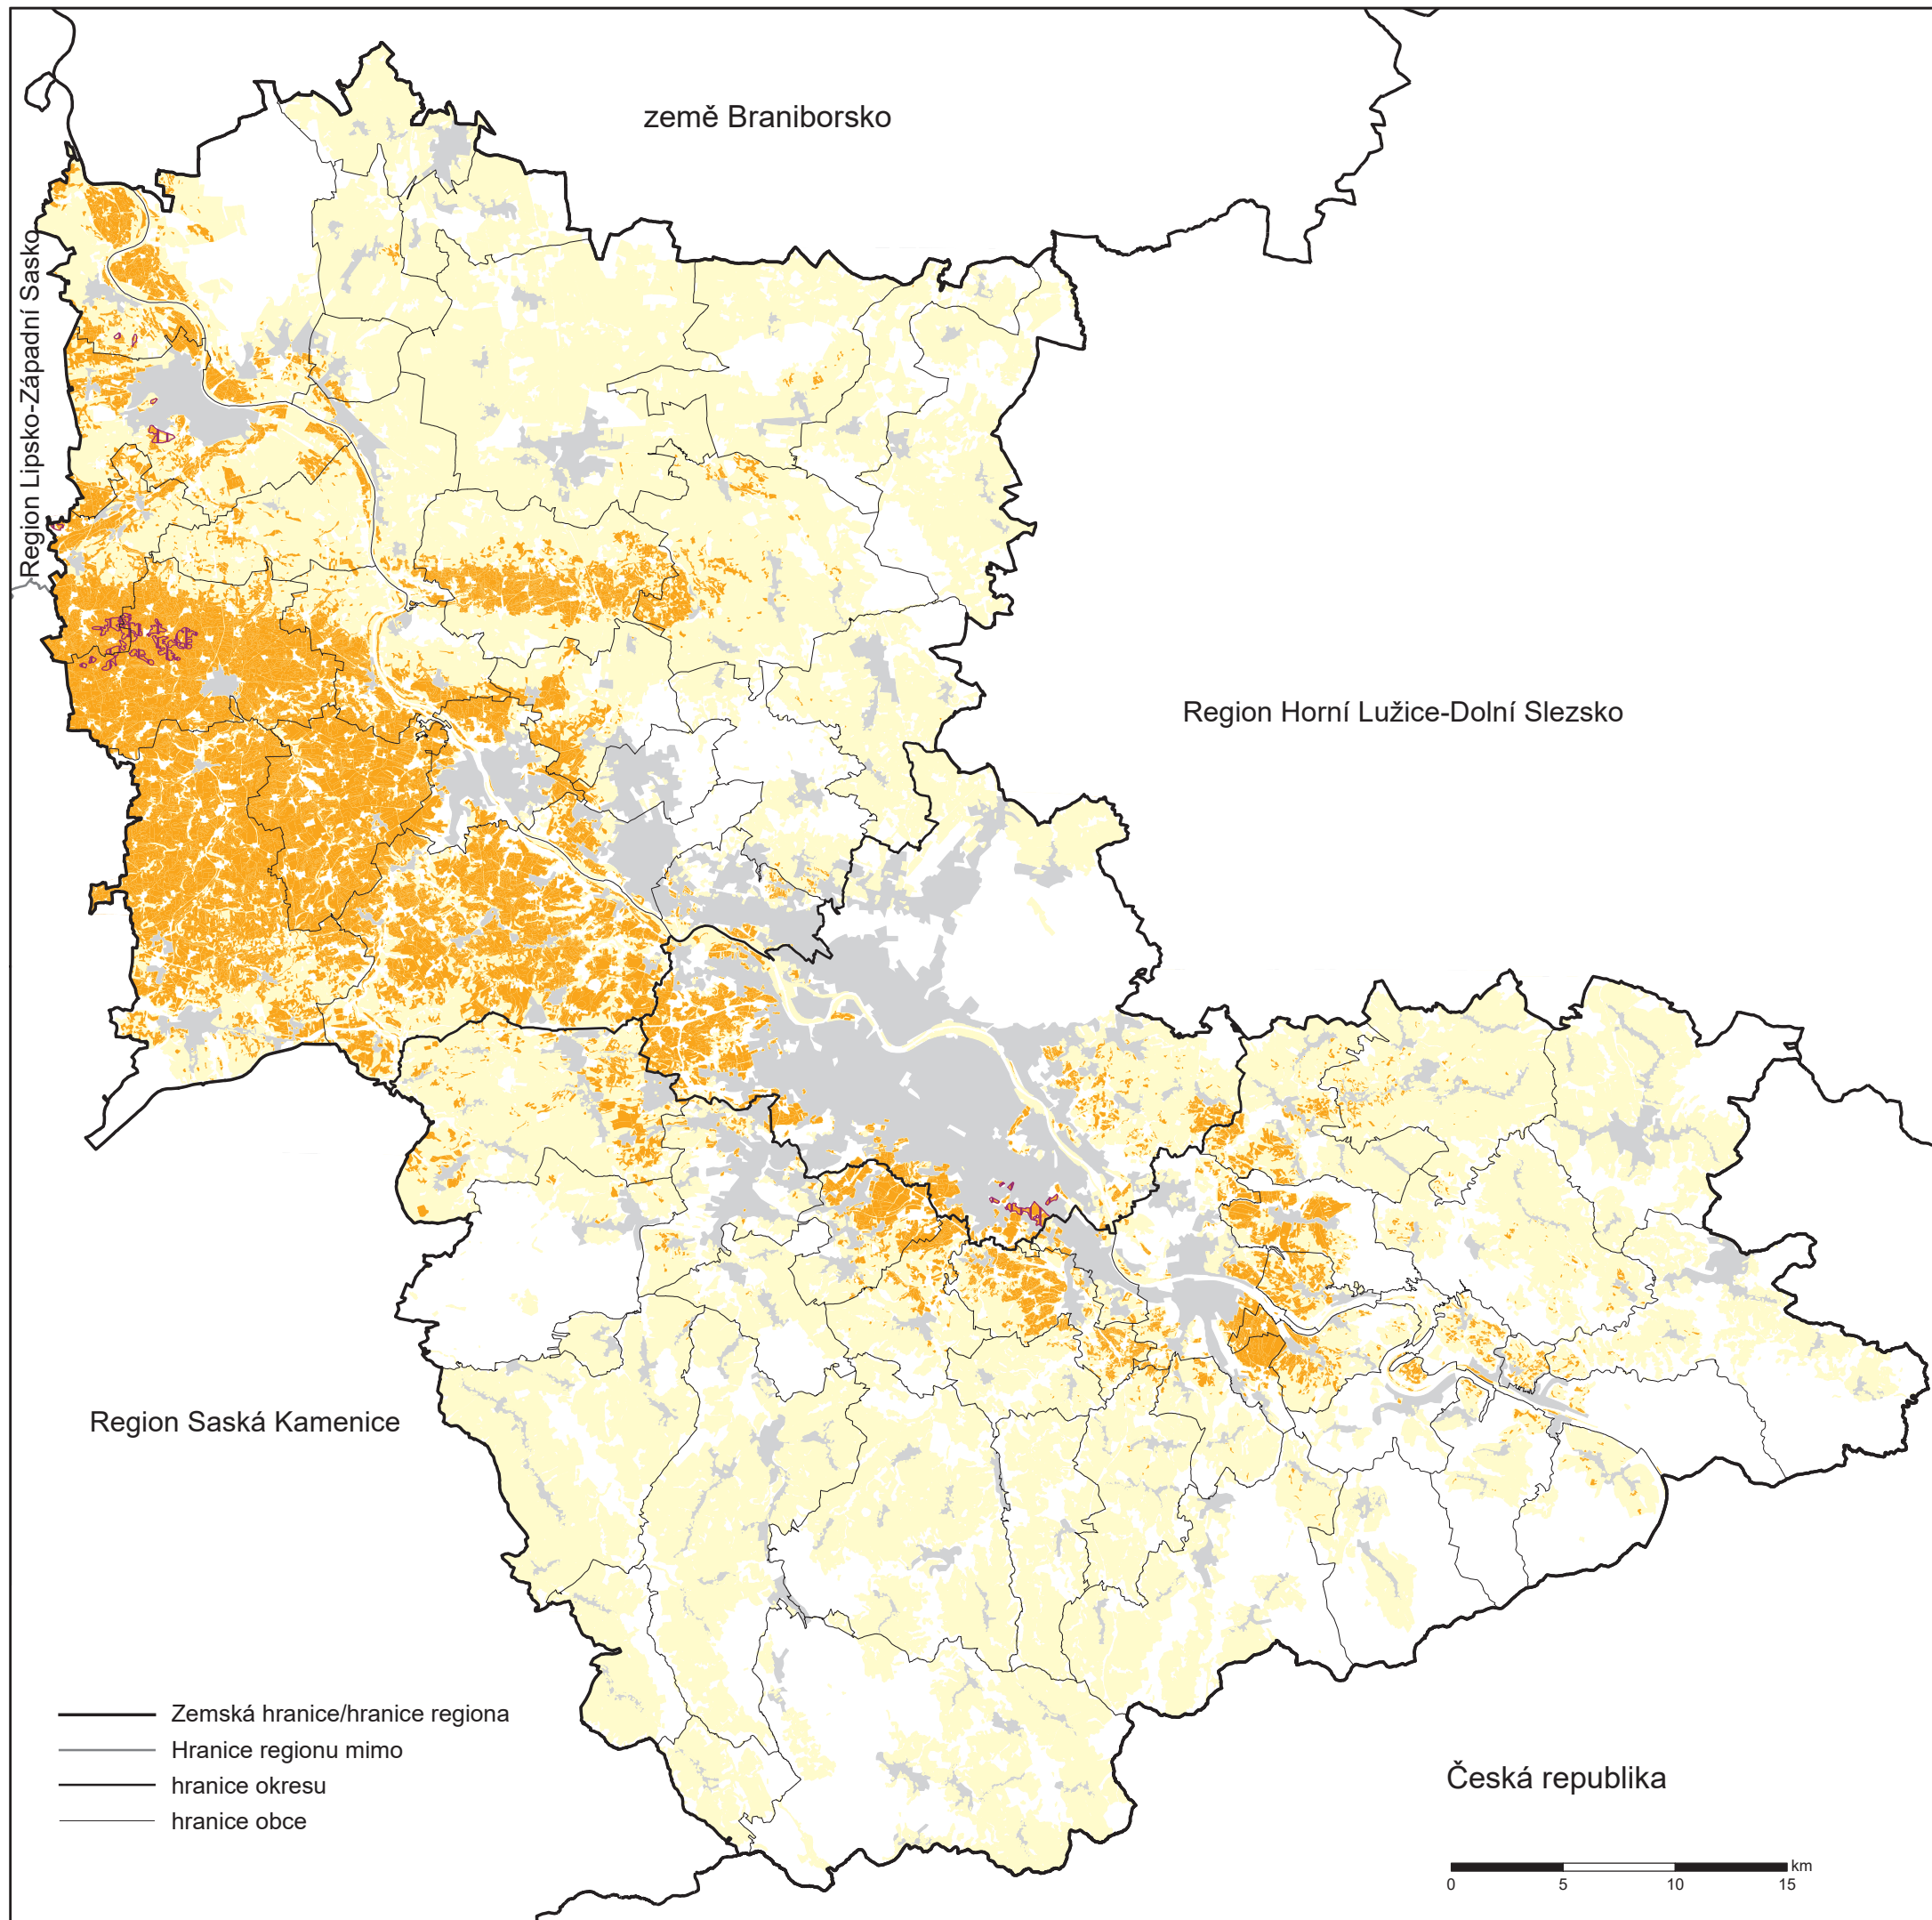 země Braniborsko
Region Lipsko-Západní Sasko
Region Horní Lužice-Dolní Slezsko
Region Saská Kamenice
Zemská hranice/hranice regiona
Hranice regionu mimo
hranice okresu
hranice obce
Česká republika
km
0 5 10 15